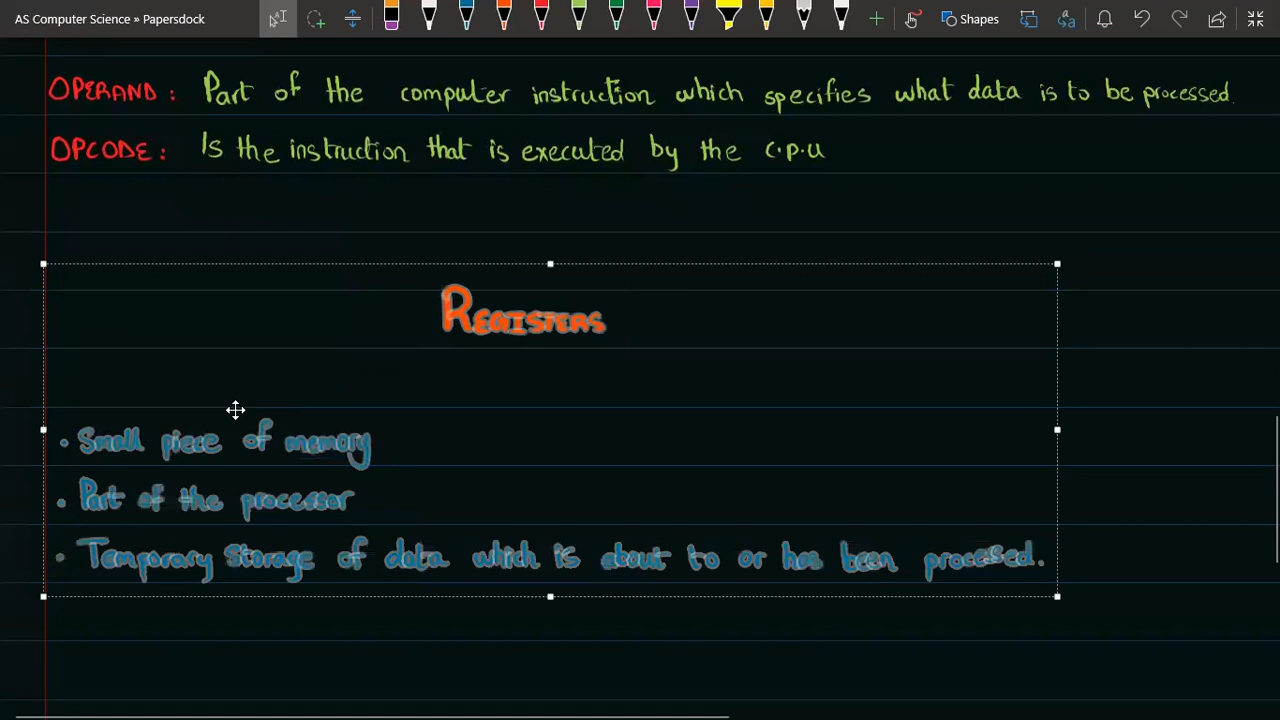 AS Computer Science » Papersdock
Shapes
OPERAND : Part of the computer instruction which specifies what data is to be processed.
OPCODE : Is the instruction that is executed by the c.p.u
REGISTERS
• Small piece of memory
• Part of the processor
• Temporary Storage of data which is about to or has been processed.